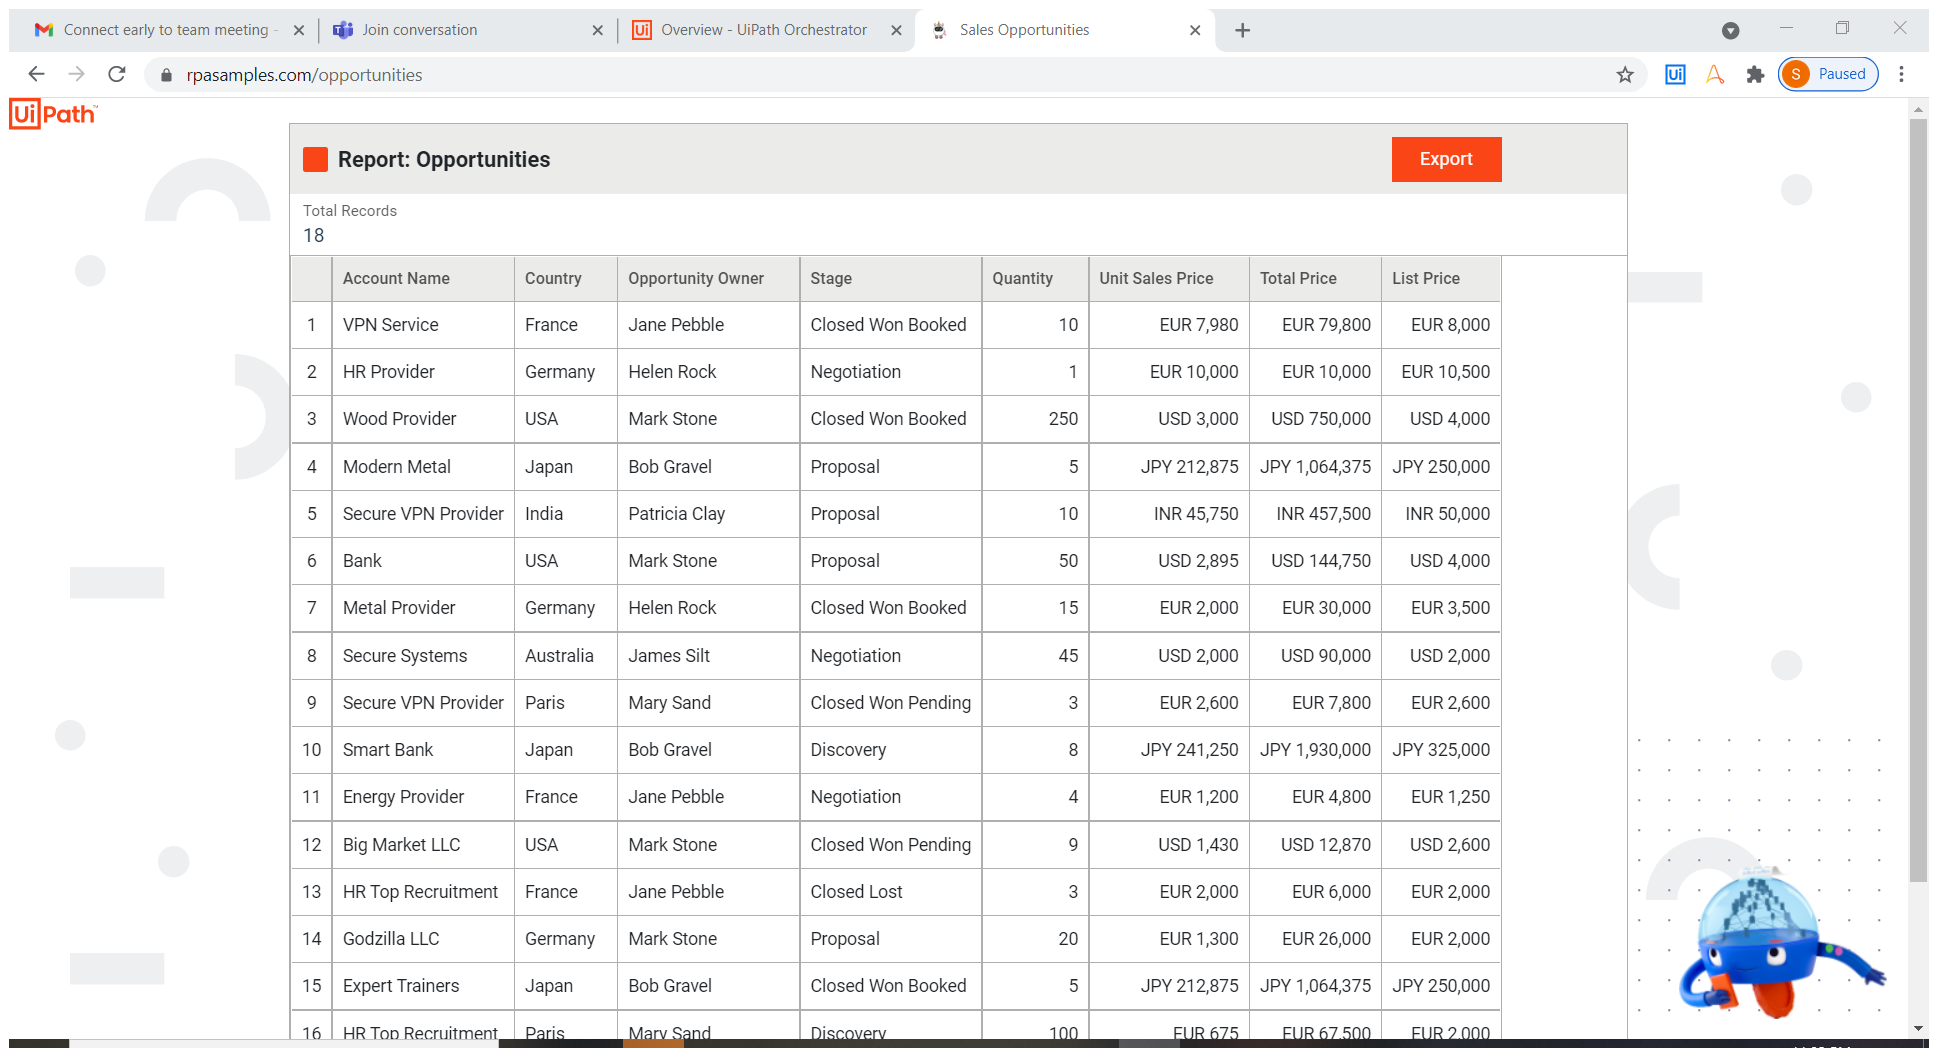 Connect early to team meeting - Join conversation Overview - UiPath Orchestrator Sales Opportunities
rpasamples.com/opportunities Ui S Paused
UiPath™
Report: Opportunities Export
Total Records
18
Account Name Country Opportunity Owner Stage Quantity Unit Sales Price Total Price List Price
1 VPN Service France Jane Pebble Closed Won Booked 10 EUR 7,980 EUR 79,800 EUR 8,000
2 HR Provider Germany Helen Rock Negotiation 1 EUR 10,000 EUR 10,000 EUR 10,500
3 Wood Provider USA Mark Stone Closed Won Booked 250 USD 3,000 USD 750,000 USD 4,000
4 Modern Metal Japan Bob Gravel Proposal 5 JPY 212,875 JPY 1,064,375 JPY 250,000
5 Secure VPN Provider India Patricia Clay Proposal 10 INR 45,750 INR 457,500 INR 50,000
6 Bank USA Mark Stone Proposal 50 USD 2,895 USD 144,750 USD 4,000
7 Metal Provider Germany Helen Rock Closed Won Booked 15 EUR 2,000 EUR 30,000 EUR 3,500
8 Secure Systems Australia James Silt Negotiation 45 USD 2,000 USD 90,000 USD 2,000
9 Secure VPN Provider Paris Mary Sand Closed Won Pending 3 EUR 2,600 EUR 7,800 EUR 2,600
10 Smart Bank Japan Bob Gravel Discovery 8 JPY 241,250 JPY 1,930,000 JPY 325,000
11 Energy Provider France Jane Pebble Negotiation 4 EUR 1,200 EUR 4,800 EUR 1,250
12 Big Market LLC USA Mark Stone Closed Won Pending 9 USD 1,430 USD 12,870 USD 2,600
13 HR Top Recruitment France Jane Pebble Closed Lost 3 EUR 2,000 EUR 6,000 EUR 2,000
14 Godzilla LLC Germany Mark Stone Proposal 20 EUR 1,300 EUR 26,000 EUR 2,000
15 Expert Trainers Japan Bob Gravel Closed Won Booked 5 JPY 212,875 JPY 1,064,375 JPY 250,000
16 HR Top Recruitment Paris Mary Sand Discovery 100 EUR 675 EUR 67,500 EUR 2,000